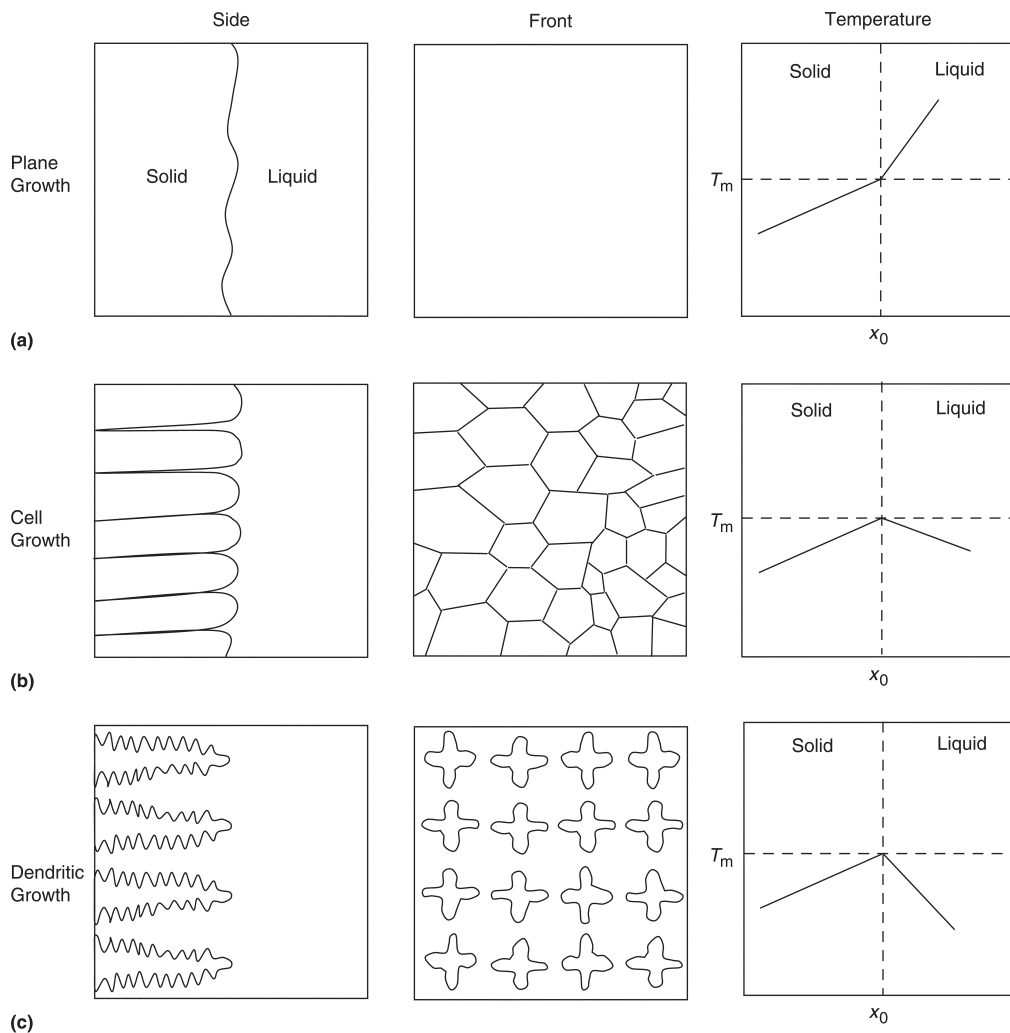 Side
Front
Temperature
Plane
Growth
Solid
Liquid
Solid
Liquid
Tm
x0
(a)
Cell
Growth
Solid
Liquid
Tm
x0
(b)
Dendritic
Growth
Solid
Liquid
Tm
x0
(c)